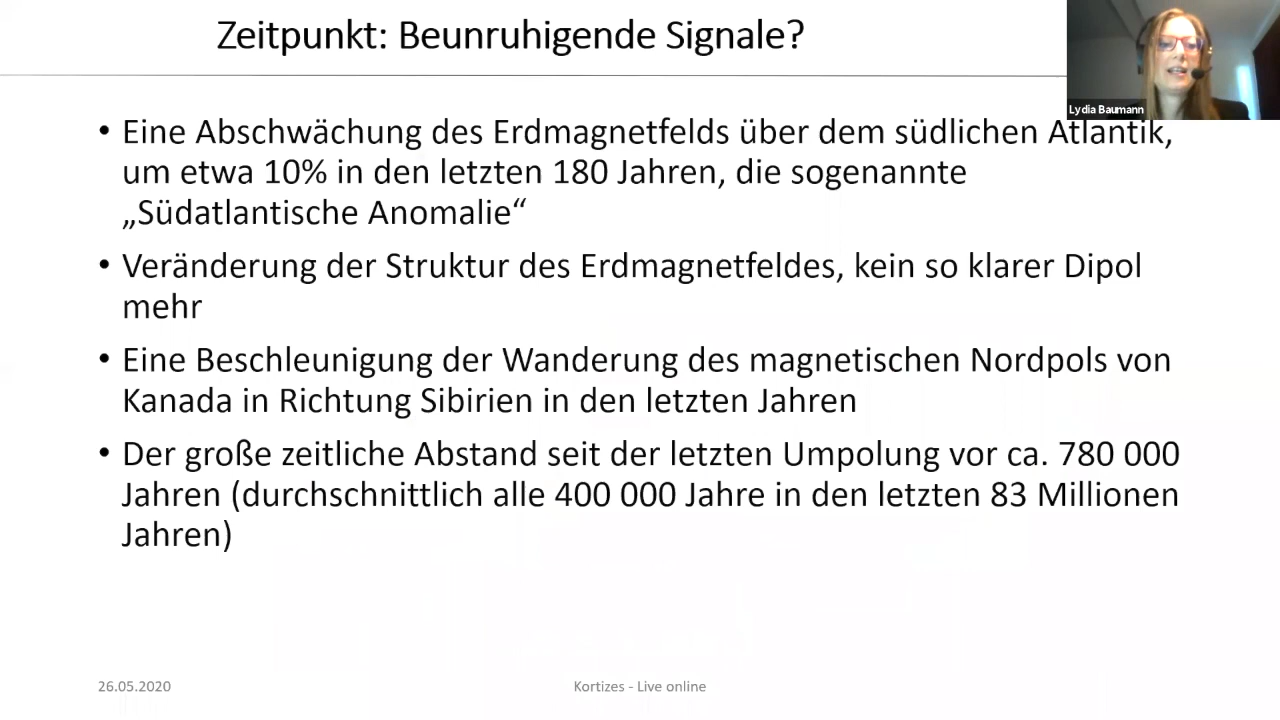 Zeitpunkt: Beunruhigende Signale?
Lydia Baumann
• Eine Abschwächung des Erdmagnetfelds über dem südlichen Atlantik,
um etwa 10% in den letzten 180 Jahren, die sogenannte
„Südatlantische Anomalie“
• Veränderung der Struktur des Erdmagnetfeldes, kein so klarer Dipol
mehr
• Eine Beschleunigung der Wanderung des magnetischen Nordpols von
Kanada in Richtung Sibirien in den letzten Jahren
• Der große zeitliche Abstand seit der letzten Umpolung vor ca. 780 000
Jahren (durchschnittlich alle 400 000 Jahre in den letzten 83 Millionen
Jahren)
26.05.2020
Kortizes - Live online